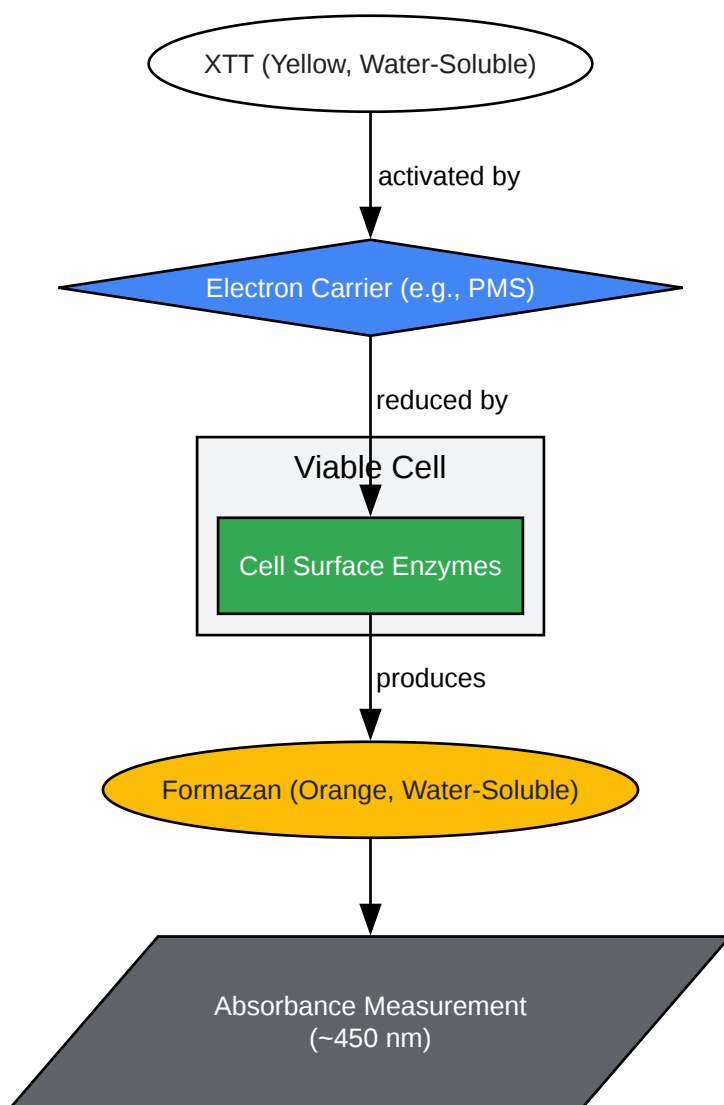 XTT (Yellow, Water-Soluble)
activated by
Electron Carrier (e.g., PMS)
reduced by
Viable Cell
Cell Surface Enzymes
produces
Formazan (Orange, Water-Soluble)
Absorbance Measurement
(~450 nm)